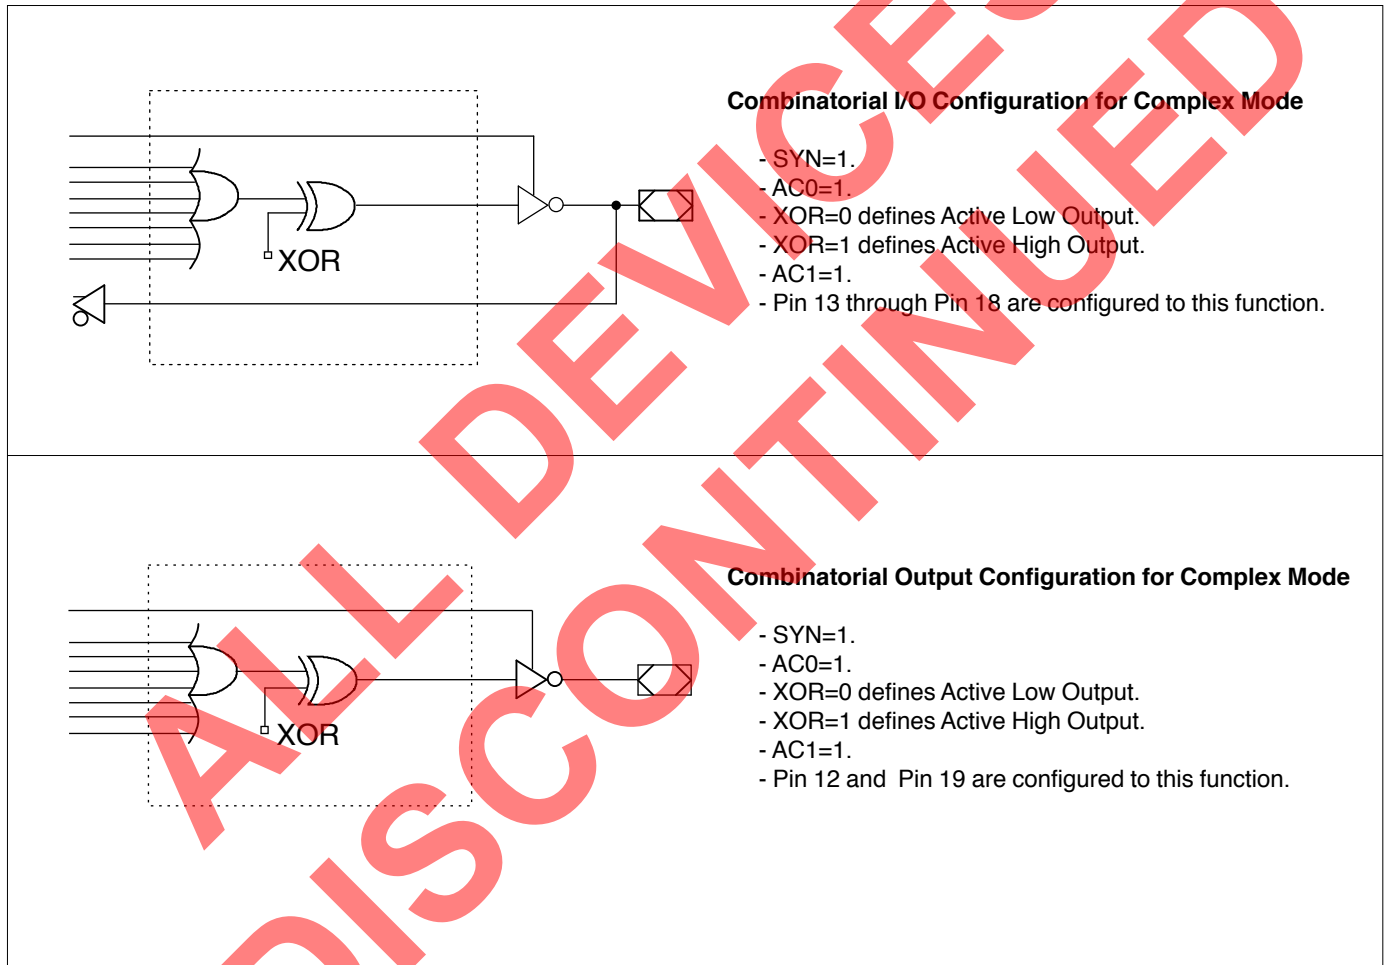 Combinatorial I/O Configuration for Complex Mode
- SYN=1.
- AC0=1.
- XOR=0 defines Active Low Output.
- XOR=1 defines Active High Output.
- AC1=1.
- Pin 13 through Pin 18 are configured to this function.
XOR
Combinatorial Output Configuration for Complex Mode
- SYN=1.
- AC0=1.
- XOR=0 defines Active Low Output.
- XOR=1 defines Active High Output.
- AC1=1.
- Pin 12 and  Pin 19 are configured to this function.
XOR
ALL DEVICES
DISCONTINUED